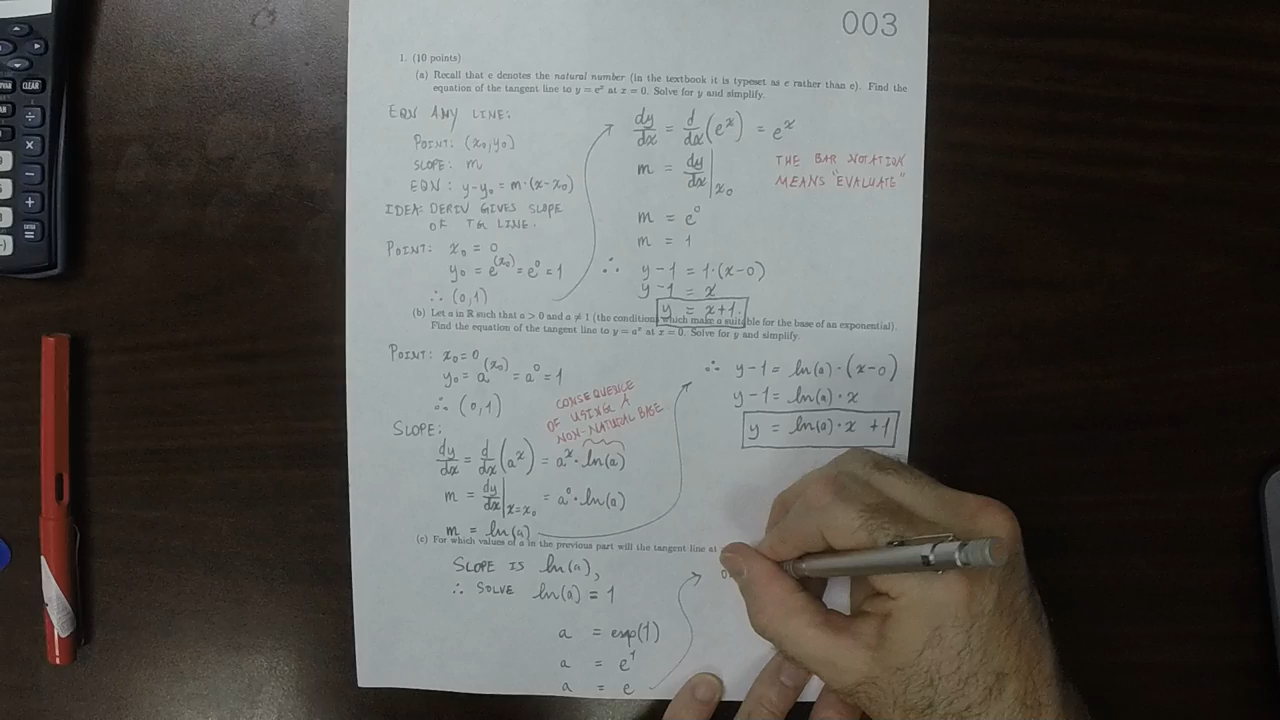 003
1. (10 points)
(a) Recall that e denotes the natural number (in the textbook it is typeset as e rather than e). Find the
equation of the tangent line to y = e^x at x = 0. Solve for y and simplify.
EQN ANY LINE:
POINT: (x₀, y₀)
SLOPE: m
EQN: y-y₀ = m·(x-x₀)
IDEA: DERIV GIVES SLOPE
OF TG LINE.
POINT: x₀ = 0
y₀ = e^(x₀) = e^0 = 1
∴ (0,1)
dy/dx = d/dx (e^x) = e^x
m = dy/dx | x₀
THE BAR NOTATION
MEANS "EVALUATE"
m = e^0
m = 1
∴ y-1 = 1·(x-0)
y-1 = x
y = x+1.
(b) Let a in ℝ such that a > 0 and a ≠ 1 (the conditions which make a suitable for the base of an exponential).
Find the equation of the tangent line to y = a^x at x = 0. Solve for y and simplify.
POINT: x₀=0
y₀ = a^(x₀) = a^0 = 1
∴ (0,1)
SLOPE:
CONSEQUENCE
OF USING A
NON-NATURAL BASE
dy/dx = d/dx (a^x) = a^x · ln(a)
m = dy/dx | x=x₀ = a^0 · ln(a)
m = ln(a)
∴ y-1 = ln(a)·(x-0)
y-1 = ln(a)·x
y = ln(a)·x +1
(c) For which values of a in the previous part will the tangent line at
SLOPE IS ln(a),
∴ SOLVE ln(a) = 1
a = exp(1)
a = e^1
a = e
CLEAR
÷
×
−
+
ENTER
=